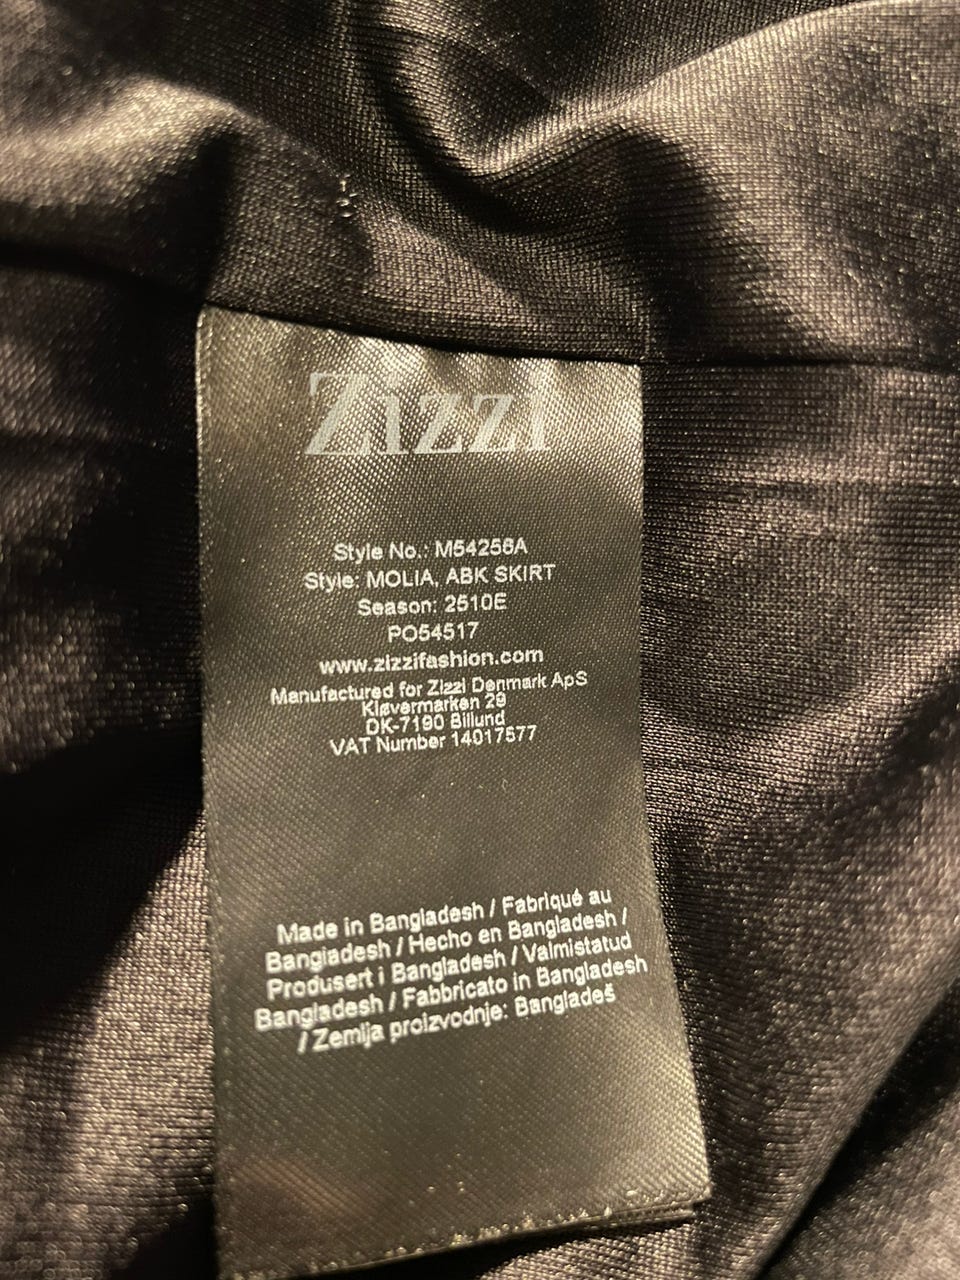 Zizzi
Style No.: M54256A
Style: MOLIA, ABK SKIRT
Season: 2510E
PO54517
www.zizzifashion.com
Manufactured for Zizzi Denmark ApS
Kløvermarken 29
DK-7190 Billund
VAT Number 14017577
Made in Bangladesh / Fabriqué au
Bangladesh / Hecho en Bangladesh /
Produsert i Bangladesh / Valmistatud
Bangladesh / Fabbricato in Bangladesh
/ Zemlja proizvodnje: Bangladeš